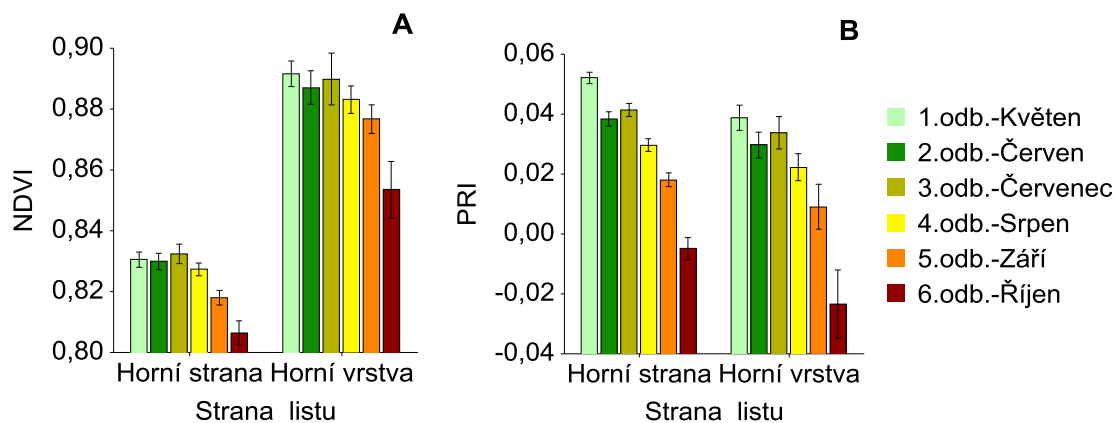 A
NDVI
0,90
0,88
0,86
0,84
0,82
0,80
Horní strana Horní vrstva
Strana listu
B
PRI
0,06
0,04
0,02
0,00
-0,02
-0,04
Horní strana Horní vrstva
Strana listu
1.odb.-Květen
2.odb.-Červen
3.odb.-Červenec
4.odb.-Srpen
5.odb.-Září
6.odb.-Říjen